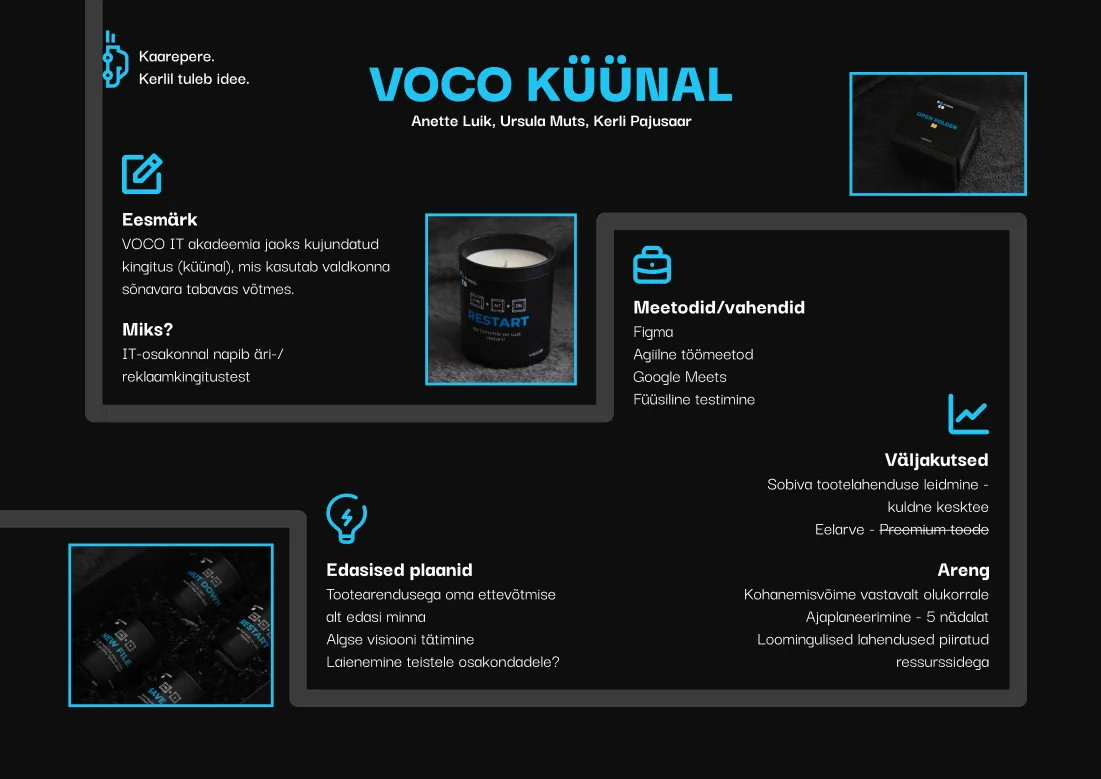 Kaarepere.
Kerlil tuleb idee.
VOCO KÜÜNAL
Anette Luik, Ursula Muts, Kerli Pajusaar
OPEN FOLDER
Eesmärk
VOCO IT akadeemia jaoks kujundatud
kingitus (küünal), mis kasutab valdkonna
sõnavara tabavas võtmes.
Miks?
IT-osakonnal napib äri-/
reklaamkingitustest
CTRL + ALT + DEL
RESTART
Meetodid/vahendid
Figma
Agiilne töömeetod
Google Meets
Füüsiline testimine
Väljakutsed
Sobiva tootelahenduse leidmine -
kuldne kesktee
Eelarve - Preemium toode
Areng
Kohanemisvõime vastavalt olukorrale
Ajaplaneerimine - 5 nädalat
Loomingulised lahendused piiratud
ressurssidega
Edasised plaanid
Tootearendusega oma ettevõtmise
alt edasi minna
Algse visiooni tätimine
Laienemine teistele osakondadele?
SHUT DOWN
RESTART
NEW FILE
SAVE